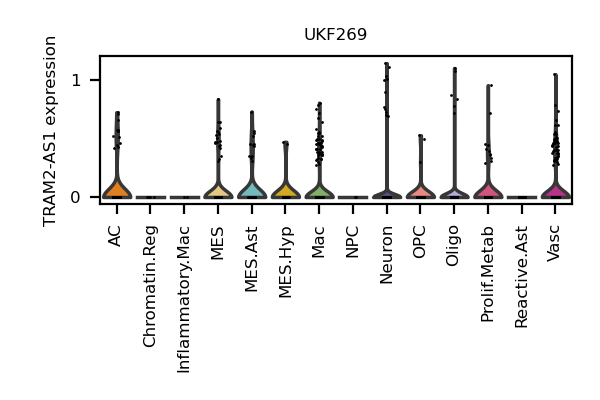 UKF269
TRAM2-AS1 expression
1
0
AC
Chromatin.Reg
Inflammatory.Mac
MES
MES.Ast
MES.Hyp
Mac
NPC
Neuron
OPC
Oligo
Prolif.Metab
Reactive.Ast
Vasc